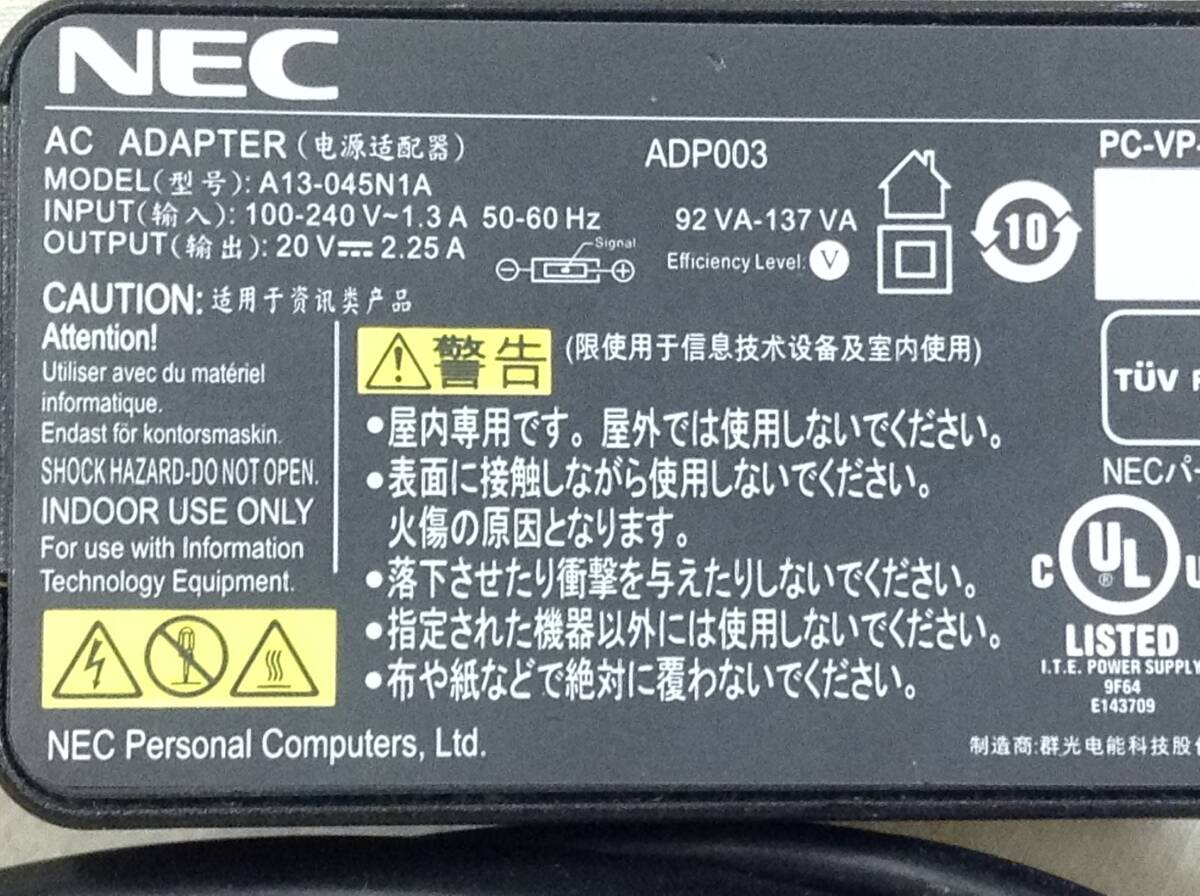 NEC
AC ADAPTER (电源适配器)
ADP003
PC-VP-
MODEL(型号): A13-045N1A
INPUT(输入): 100-240 V~1.3 A 50-60 Hz
92 VA-137 VA
OUTPUT(输出): 20 V⎓ 2.25 A
Signal
Efficiency Level: V
10
CAUTION: 适用于资讯类产品
Attention!
Utiliser avec du matériel
informatique.
Endast för kontorsmaskin.
SHOCK HAZARD-DO NOT OPEN.
INDOOR USE ONLY
For use with Information
Technology Equipment.
警告 (限使用于信息技术设备及室内使用)
●屋内専用です。屋外では使用しないでください。
●表面に接触しながら使用しないでください。
火傷の原因となります。
●落下させたり衝撃を与えたりしないでください。
●指定された機器以外には使用しないでください。
●布や紙などで絶対に覆わないでください。
TÜV
NECパ
C UL ®
LISTED
I.T.E. POWER SUPPLY
9F64
E143709
NEC Personal Computers, Ltd.
制造商:群光电能科技股